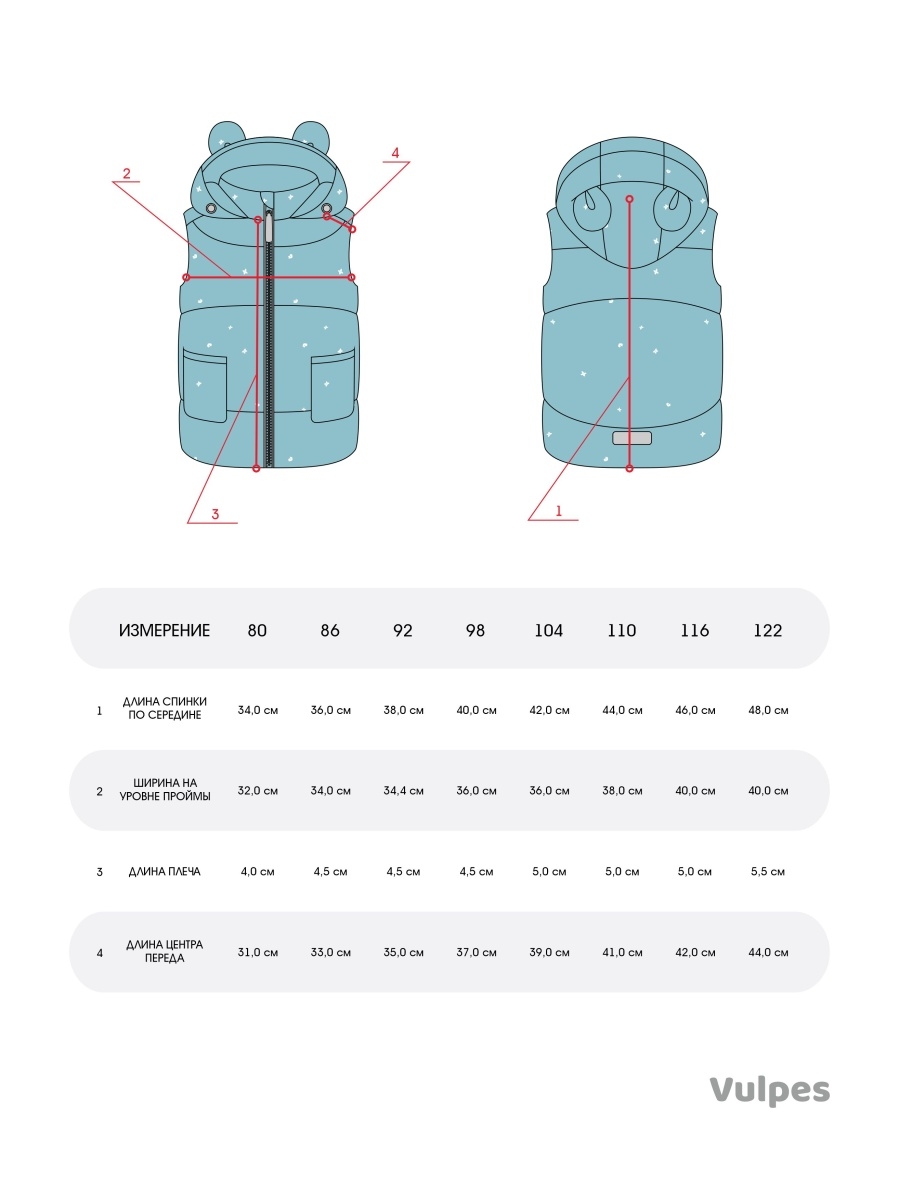 2
4
3
1
ИЗМЕРЕНИЕ 80 86 92 98 104 110 116 122
1 ДЛИНА СПИНКИ ПО СЕРЕДИНЕ 34,0 см 36,0 см 38,0 см 40,0 см 42,0 см 44,0 см 46,0 см 48,0 см
2 ШИРИНА НА УРОВНЕ ПРОЙМЫ 32,0 см 34,0 см 34,4 см 36,0 см 36,0 см 38,0 см 40,0 см 40,0 см
3 ДЛИНА ПЛЕЧА 4,0 см 4,5 см 4,5 см 4,5 см 5,0 см 5,0 см 5,0 см 5,5 см
4 ДЛИНА ЦЕНТРА ПЕРЕДА 31,0 см 33,0 см 35,0 см 37,0 см 39,0 см 41,0 см 42,0 см 44,0 см
Vulpes